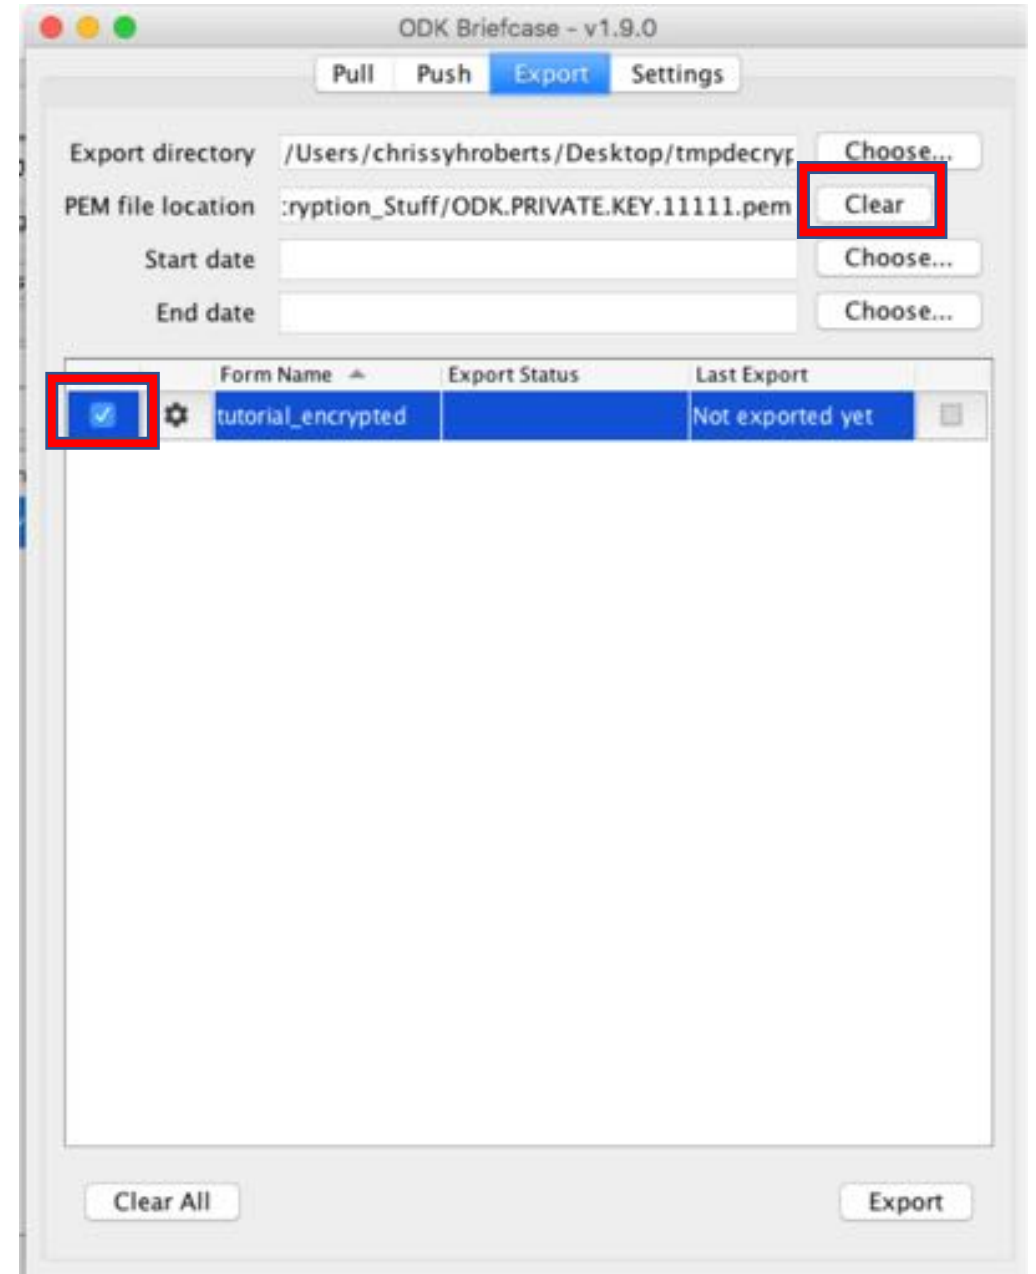 ODK Briefcase - v1.9.0
Pull Push Export Settings
Export directory /Users/chrissyhroberts/Desktop/tmpdecryp Choose...
PEM file location :ryption_Stuff/ODK.PRIVATE.KEY.11111.pem Clear
Start date Choose...
End date Choose...
Form Name Export Status Last Export
tutorial_encrypted Not exported yet
Clear All Export